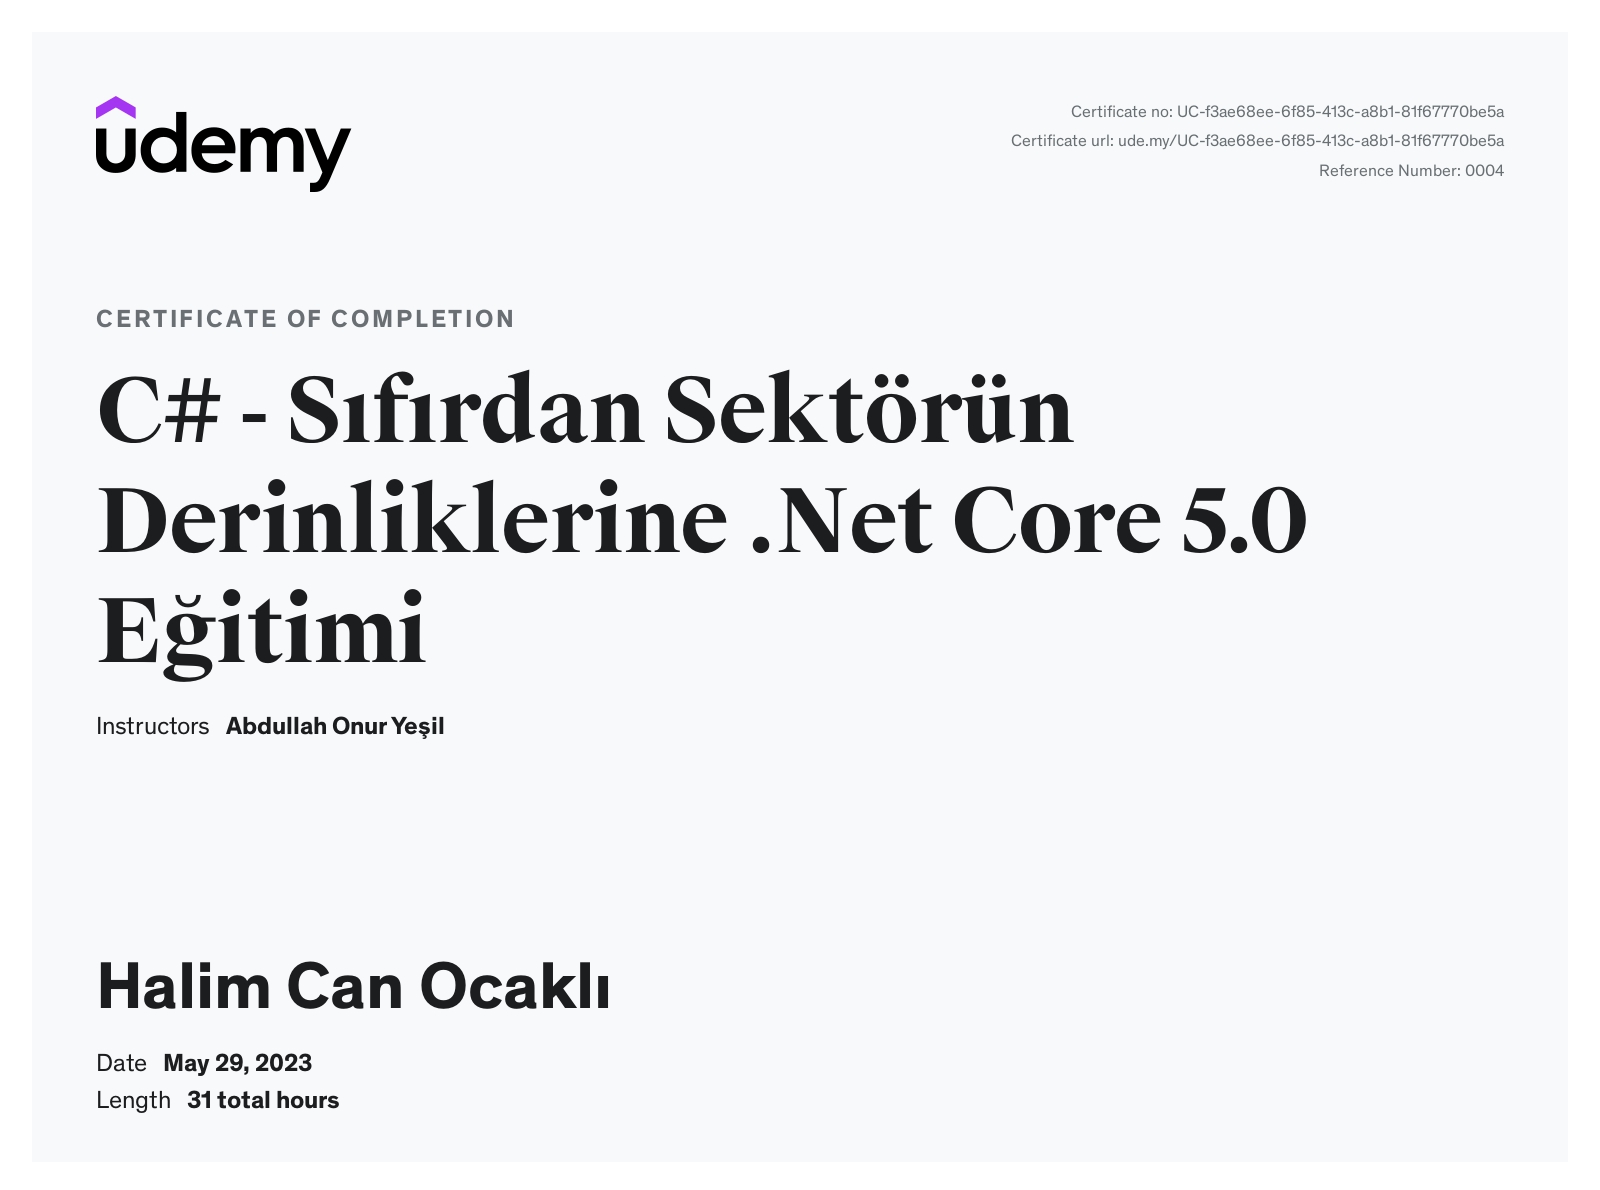 udemy
Certificate no: UC-f3ae68ee-6f85-413c-a8b1-81f67770be5a
Certificate url: ude.my/UC-f3ae68ee-6f85-413c-a8b1-81f67770be5a
Reference Number: 0004
CERTIFICATE OF COMPLETION
C# - Sıfırdan Sektörün
Derinliklerine .Net Core 5.0
Eğitimi
Instructors Abdullah Onur Yeşil
Halim Can Ocaklı
Date May 29, 2023
Length 31 total hours